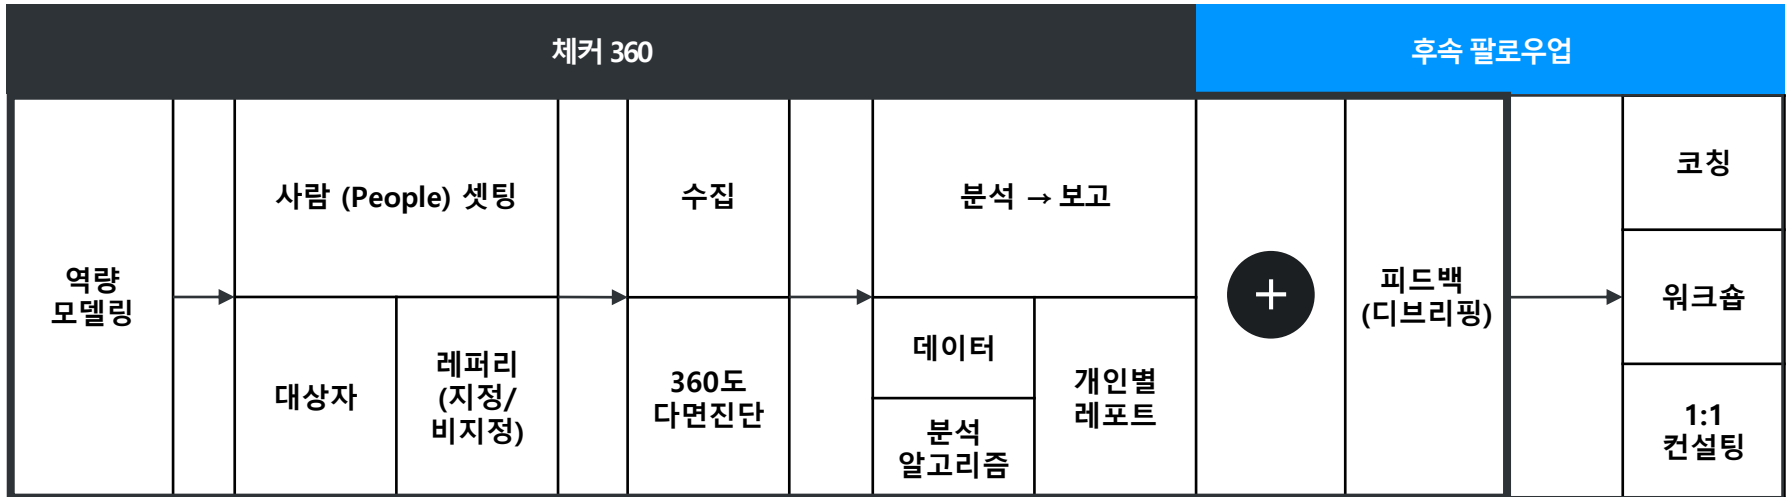 체커 360
후속 팔로우업
역량
모델링
사람 (People) 셋팅
대상자
레퍼리
(지정/
비지정)
수집
360도
다면진단
분석 → 보고
데이터
분석
알고리즘
개인별
레포트
+
피드백
(디브리핑)
코칭
워크숍
1:1
컨설팅